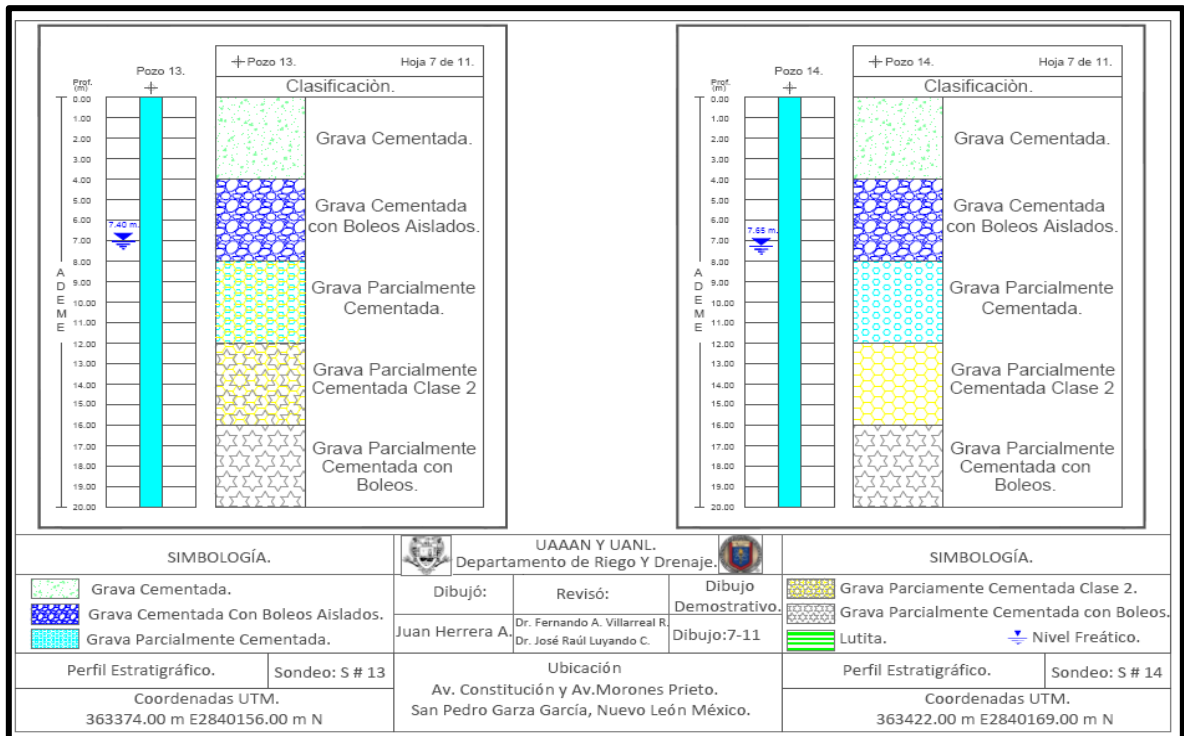 Pozo 13.
Prof.
(m)
0.00
1.00
2.00
3.00
4.00
5.00
6.00
7.00
8.00
9.00
10.00
11.00
12.00
13.00
14.00
15.00
16.00
17.00
18.00
19.00
20.00
A
D
E
M
E
7.40 m.
Pozo 13. Hoja 7 de 11.
Clasificaciòn.
Grava Cementada.
Grava Cementada
con Boleos Aislados.
Grava Parcialmente
Cementada.
Grava Parcialmente
Cementada Clase 2
Grava Parcialmente
Cementada con
Boleos.
Pozo 14.
Prof.
(m)
0.00
1.00
2.00
3.00
4.00
5.00
6.00
7.00
8.00
9.00
10.00
11.00
12.00
13.00
14.00
15.00
16.00
17.00
18.00
19.00
20.00
A
D
E
M
E
7.65 m.
Pozo 14. Hoja 7 de 11.
Clasificaciòn.
Grava Cementada.
Grava Cementada
con Boleos Aislados.
Grava Parcialmente
Cementada.
Grava Parcialmente
Cementada Clase 2
Grava Parcialmente
Cementada con
Boleos.
SIMBOLOGÍA.
Grava Cementada.
Grava Cementada Con Boleos Aislados.
Grava Parcialmente Cementada.
Perfil Estratigráfico. Sondeo: S # 13
Coordenadas UTM.
363374.00 m E2840156.00 m N
UAAAN Y UANL.
Departamento de Riego Y Drenaje.
Dibujó:
Juan Herrera A.
Revisó:
Dr. Fernando A. Villarreal R.
Dr. José Raúl Luyando C.
Dibujo
Demostrativo.
Dibujo:7-11
Ubicación
Av. Constitución y Av.Morones Prieto.
San Pedro Garza García, Nuevo León México.
SIMBOLOGÍA.
Grava Parciamente Cementada Clase 2.
Grava Parcialmente Cementada con Boleos.
Lutita. Nivel Freático.
Perfil Estratigráfico. Sondeo: S # 14
Coordenadas UTM.
363422.00 m E2840169.00 m N